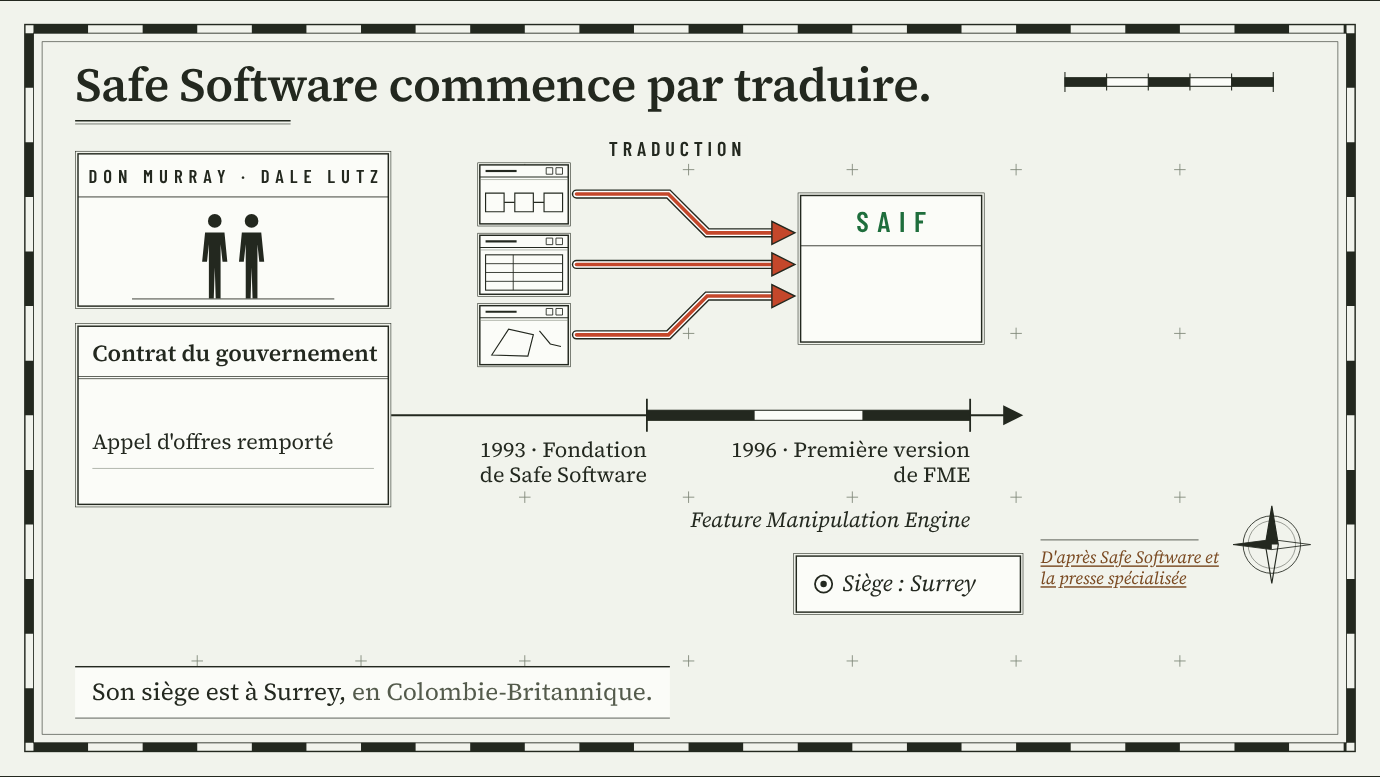 Safe Software commence par traduire.
DON MURRAY · DALE LUTZ
TRADUCTION
SAIF
Contrat du gouvernement
Appel d'offres remporté
1993 · Fondation
de Safe Software
1996 · Première version
de FME
Feature Manipulation Engine
D'après Safe Software et
la presse spécialisée
Siège : Surrey
Son siège est à Surrey, en Colombie-Britannique.